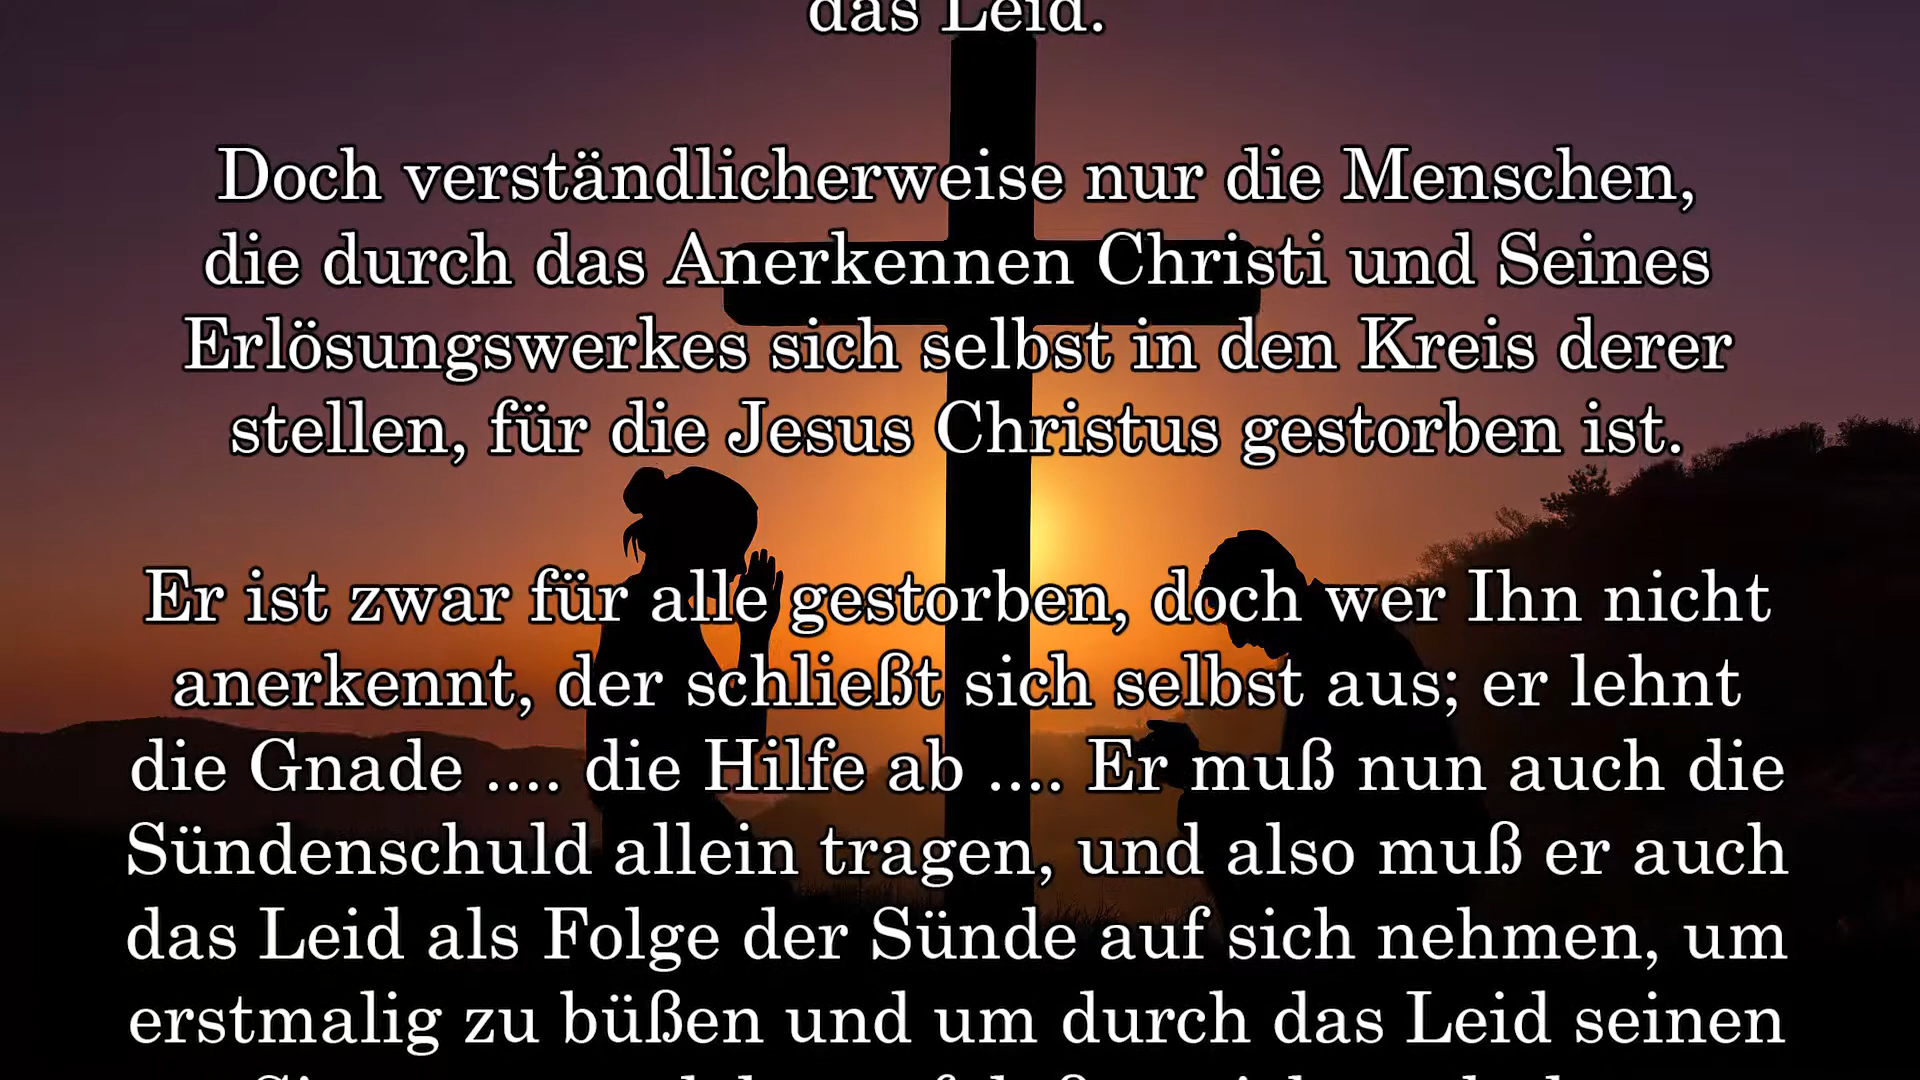 das Leid.
Doch verständlicherweise nur die Menschen,
die durch das Anerkennen Christi und Seines
Erlösungswerkes sich selbst in den Kreis derer
stellen, für die Jesus Christus gestorben ist.
Er ist zwar für alle gestorben, doch wer Ihn nicht
anerkennt, der schließt sich selbst aus; er lehnt
die Gnade .... die Hilfe ab .... Er muß nun auch die
Sündenschuld allein tragen, und also muß er auch
das Leid als Folge der Sünde auf sich nehmen, um
erstmalig zu büßen und um durch das Leid seinen